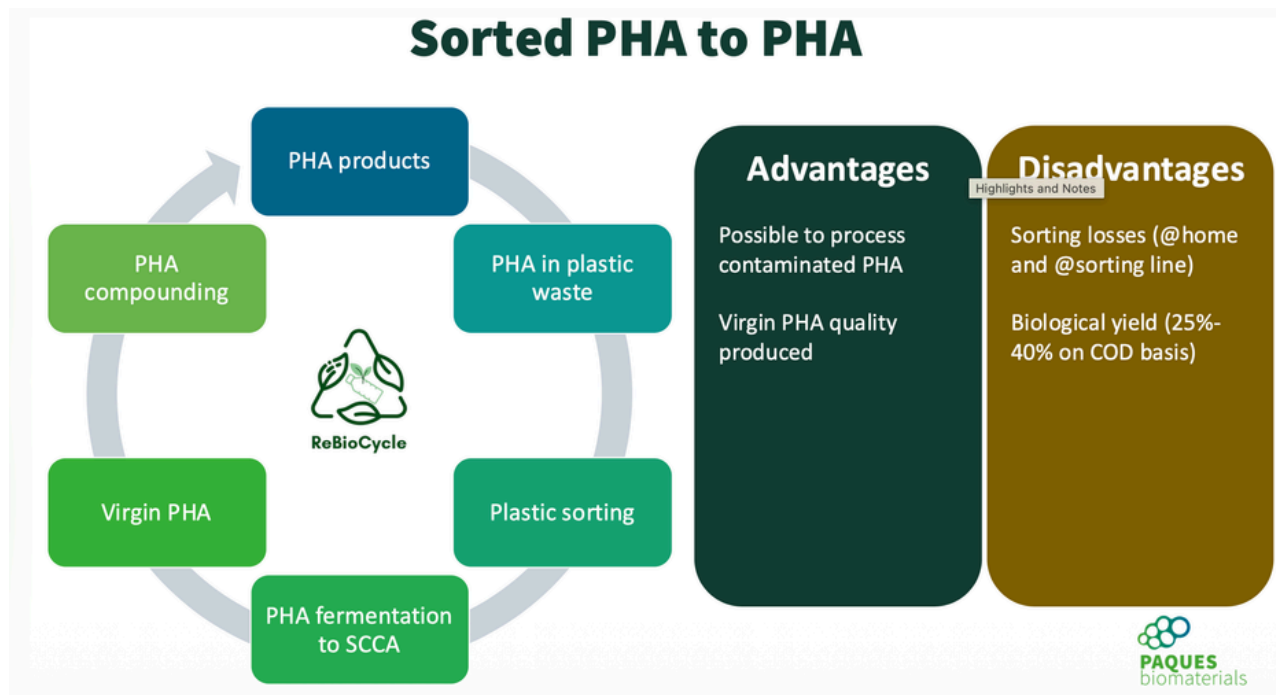 Sorted PHA to PHA
PHA products
PHA in plastic
waste
Plastic sorting
PHA fermentation
to SCCA
Virgin PHA
PHA
compounding
ReBioCycle
Advantages
Possible to process
contaminated PHA
Virgin PHA quality
produced
Disadvantages
Highlights and Notes
Sorting losses (@home
and @sorting line)
Biological yield (25%-
40% on COD basis)
PAQUES
biomaterials